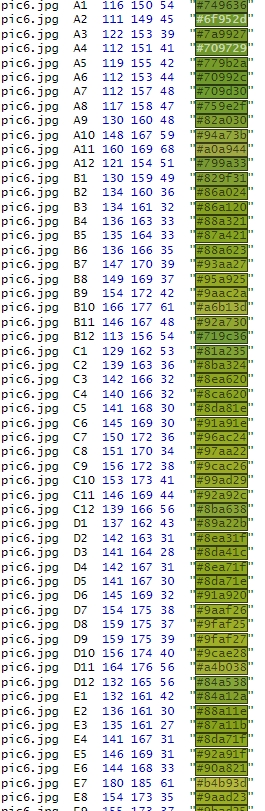 pic6.jpg A1 116 150 54 "#749636"
pic6.jpg A2 111 149 45 "#6f952d"
pic6.jpg A3 122 153 39 "#7a9927"
pic6.jpg A4 112 151 41 "#709729"
pic6.jpg A5 119 155 42 "#779b2a"
pic6.jpg A6 112 153 44 "#70992c"
pic6.jpg A7 112 157 48 "#709d30"
pic6.jpg A8 117 158 47 "#759e2f"
pic6.jpg A9 130 160 48 "#82a030"
pic6.jpg A10 148 167 59 "#94a73b"
pic6.jpg A11 160 169 68 "#a0a944"
pic6.jpg A12 121 154 51 "#799a33"
pic6.jpg B1 130 159 49 "#829f31"
pic6.jpg B2 134 160 36 "#86a024"
pic6.jpg B3 134 161 32 "#86a120"
pic6.jpg B4 136 163 33 "#88a321"
pic6.jpg B5 135 164 33 "#87a421"
pic6.jpg B6 136 166 35 "#88a623"
pic6.jpg B7 147 170 39 "#93aa27"
pic6.jpg B8 149 169 37 "#95a925"
pic6.jpg B9 154 172 42 "#9aac2a"
pic6.jpg B10 166 177 61 "#a6b13d"
pic6.jpg B11 146 167 48 "#92a730"
pic6.jpg B12 113 156 54 "#719c36"
pic6.jpg C1 129 162 53 "#81a235"
pic6.jpg C2 139 163 36 "#8ba324"
pic6.jpg C3 142 166 32 "#8ea620"
pic6.jpg C4 140 166 32 "#8ca620"
pic6.jpg C5 141 168 30 "#8da81e"
pic6.jpg C6 145 169 30 "#91a91e"
pic6.jpg C7 150 172 36 "#96ac24"
pic6.jpg C8 151 170 34 "#97aa22"
pic6.jpg C9 156 172 38 "#9cac26"
pic6.jpg C10 153 173 41 "#99ad29"
pic6.jpg C11 146 169 44 "#92a92c"
pic6.jpg C12 139 166 56 "#8ba638"
pic6.jpg D1 137 162 43 "#89a22b"
pic6.jpg D2 142 163 31 "#8ea31f"
pic6.jpg D3 141 164 28 "#8da41c"
pic6.jpg D4 142 167 31 "#8ea71f"
pic6.jpg D5 141 167 30 "#8da71e"
pic6.jpg D6 145 169 32 "#91a920"
pic6.jpg D7 154 175 38 "#9aaf26"
pic6.jpg D8 159 175 37 "#9faf25"
pic6.jpg D9 159 175 39 "#9faf27"
pic6.jpg D10 156 174 40 "#9cae28"
pic6.jpg D11 164 176 56 "#a4b038"
pic6.jpg D12 132 165 56 "#84a538"
pic6.jpg E1 132 161 42 "#84a12a"
pic6.jpg E2 136 161 30 "#88a11e"
pic6.jpg E3 135 161 27 "#87a11b"
pic6.jpg E4 141 167 31 "#8da71f"
pic6.jpg E5 146 169 31 "#92a91f"
pic6.jpg E6 144 168 33 "#90a821"
pic6.jpg E7 180 185 61 "#b4b93d"
pic6.jpg E8 154 173 35 "#9aad23"